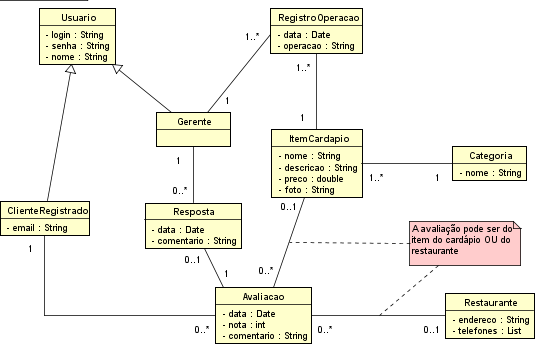 Usuario
- login : String
- senha : String
- nome : String
RegistroOperacao
- data : Date
- operacao : String
1..*
1..*
1
1
Gerente
1
0..*
ItemCardapio
- nome : String
- descricao : String
- preco : double
- foto : String
1..*
1
Categoria
- nome : String
ClienteRegistrado
- email : String
1
Resposta
- data : Date
- comentario : String
0..1
1
0..1
0..*
A avaliação pode ser do
item do cardápio OU do
restaurante
Avaliacao
- data : Date
- nota : int
- comentario : String
0..*
0..*
0..1
Restaurante
- endereco : String
- telefones : List